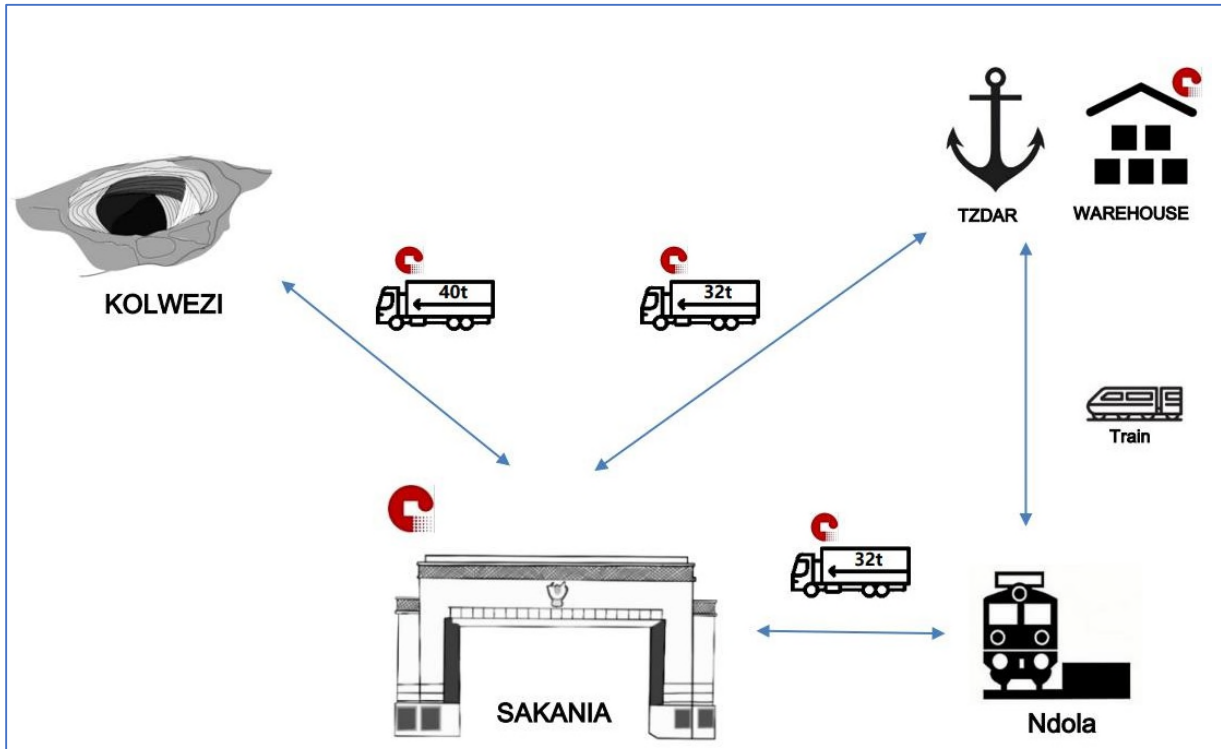 TZDAR
WAREHOUSE
KOLWEZI
40t
32t
Train
32t
SAKANIA
Ndola